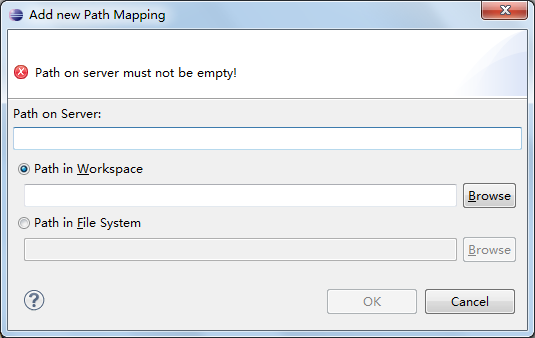 Add new Path Mapping
Path on server must not be empty!
Path on Server:
Path in Workspace
Browse
Path in File System
Browse
?
OK
Cancel